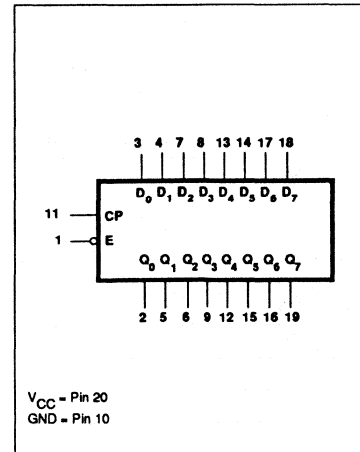 3 4 7 8 13 14 17 18
D0 D1 D2 D3 D4 D5 D6 D7
11 CP
1 E
Q0 Q1 Q2 Q3 Q4 Q5 Q6 Q7
2 5 6 9 12 15 16 19
VCC = Pin 20
GND = Pin 10